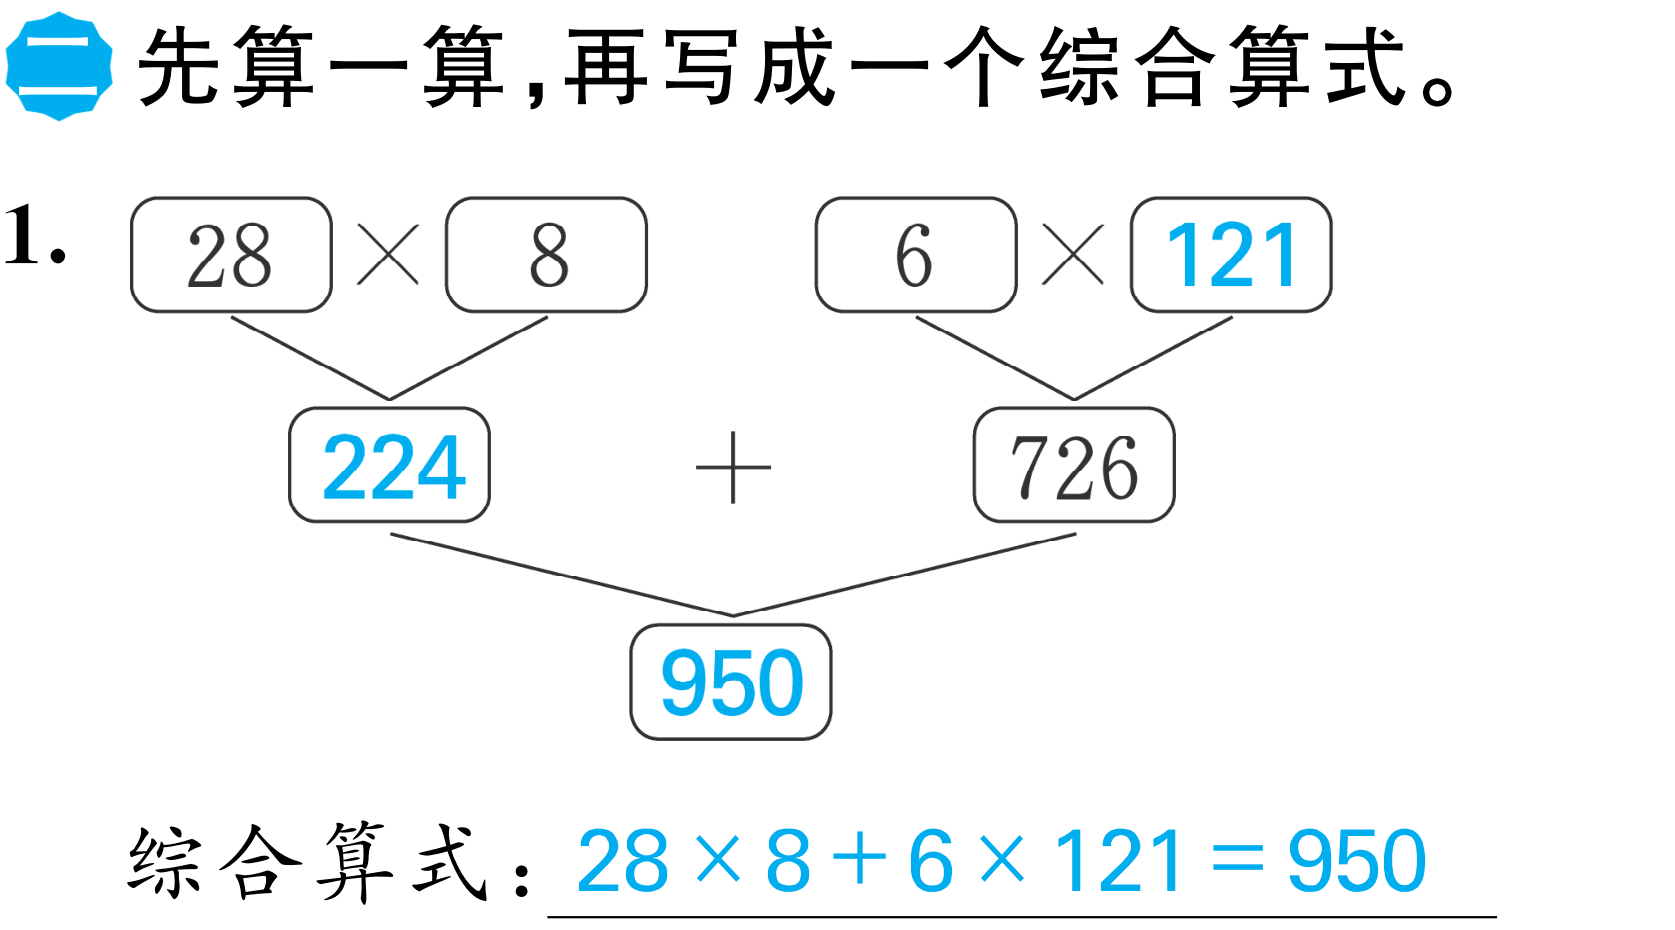 二 先算一算,再写成一个综合算式。
1. 28 × 8 6 × 121
224 + 726
950
综合算式: 28 × 8 + 6 × 121 = 950